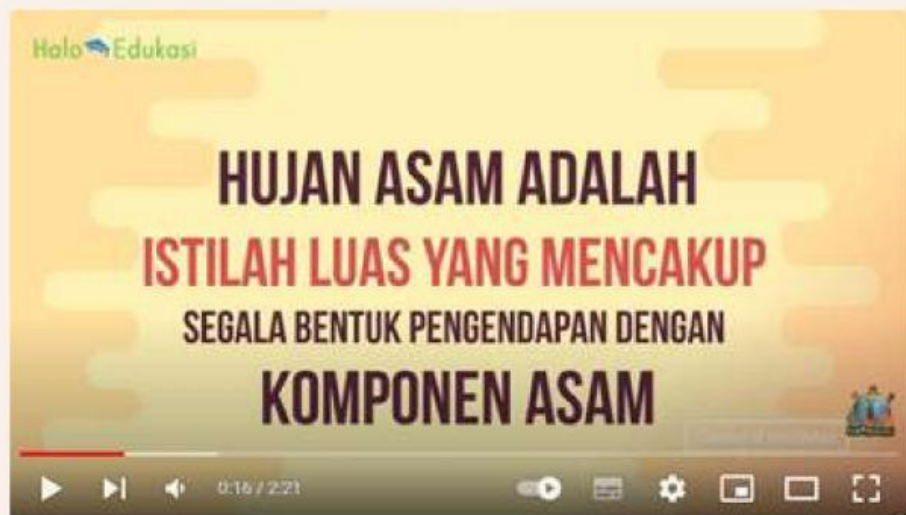 Halo Edukasi
HUJAN ASAM ADALAH
ISTILAH LUAS YANG MENCAKUP
SEGALA BENTUK PENGENDAPAN DENGAN
KOMPONEN ASAM
0:16 / 2:21